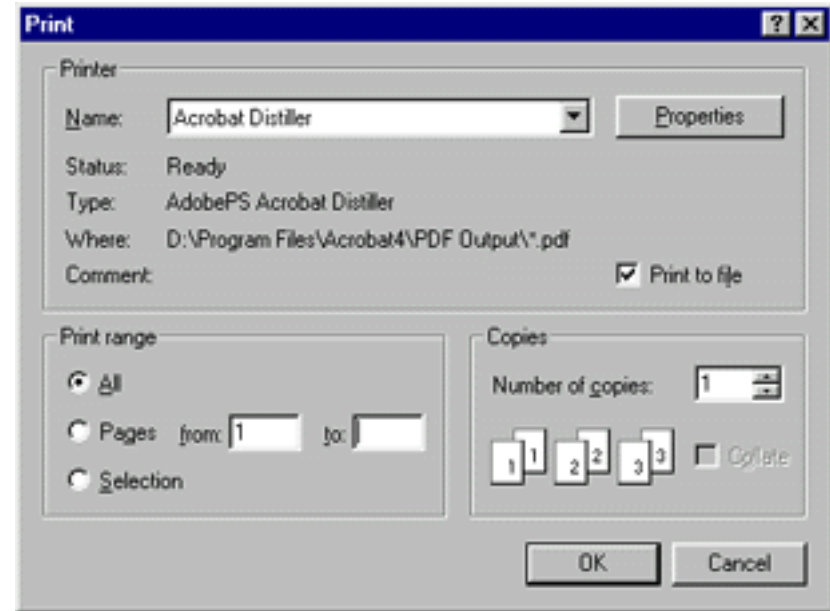 Print
Printer
Name: Acrobat Distiller Properties
Status: Ready
Type: AdobePS Acrobat Distiller
Where: D:\Program Files\Acrobat4\PDF Output\*.pdf
Comment:
Print to file
Print range
All
Pages from: 1 to:
Selection
Copies
Number of copies: 1
1 1 2 2 3 3
Collate
OK Cancel